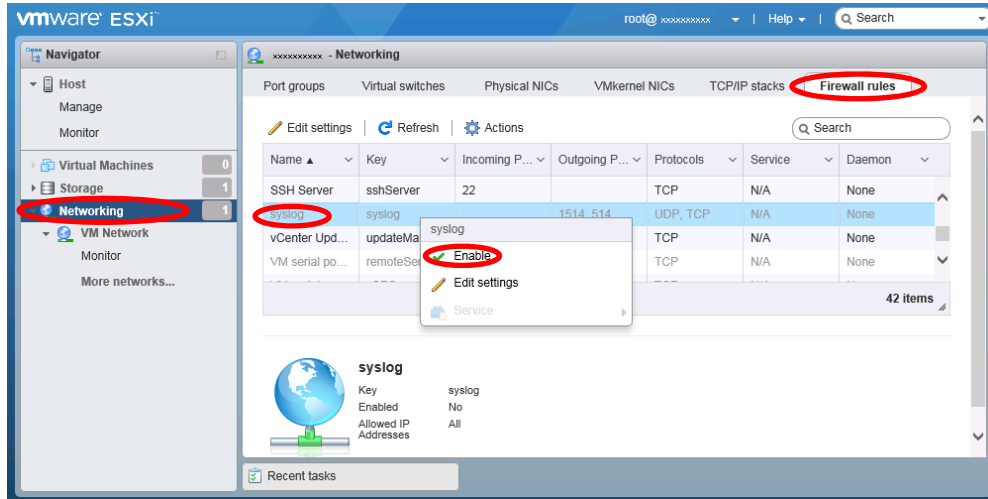 vmware ESXi
root@ xxxxxxxxxx | Help | Search
Navigator
Host
Manage
Monitor
Virtual Machines 0
Storage 1
Networking 1
VM Network
Monitor
More networks...
xxxxxxxxxx - Networking
Port groups Virtual switches Physical NICs VMkernel NICs TCP/IP stacks Firewall rules
Edit settings | Refresh | Actions Search
Name Key Incoming P... Outgoing P... Protocols Service Daemon
SSH Server sshServer 22 TCP N/A None
syslog syslog 1514, 514 UDP, TCP N/A None
vCenter Upd... updateMa TCP N/A None
VM serial po... remoteSer TCP N/A None
syslog
Enable
Edit settings
Service
42 items
syslog
Key syslog
Enabled No
Allowed IP Addresses All
Recent tasks